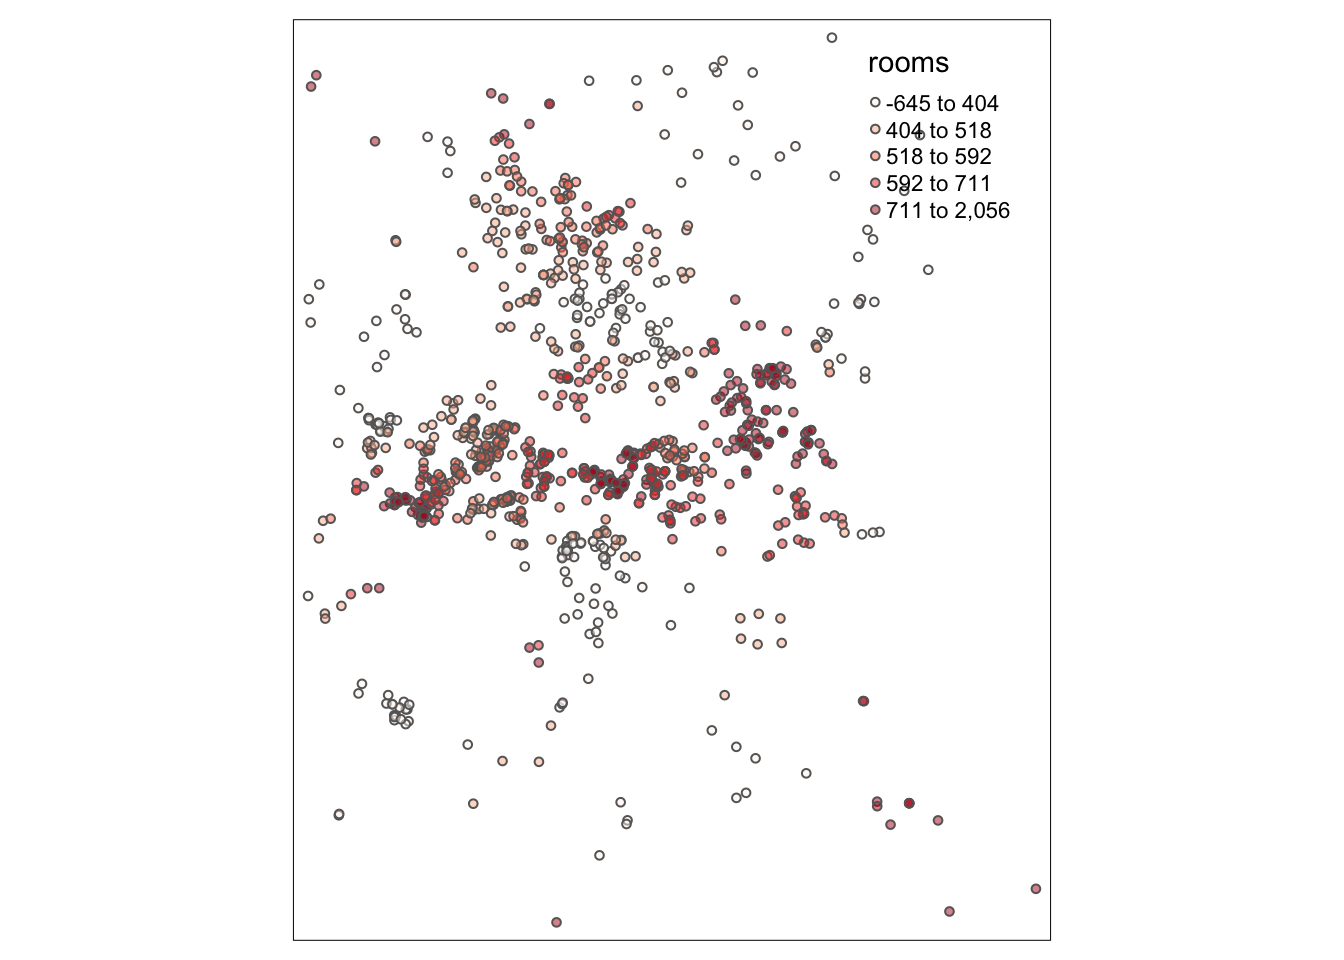 rooms
-645 to 404
404 to 518
518 to 592
592 to 711
711 to 2,056